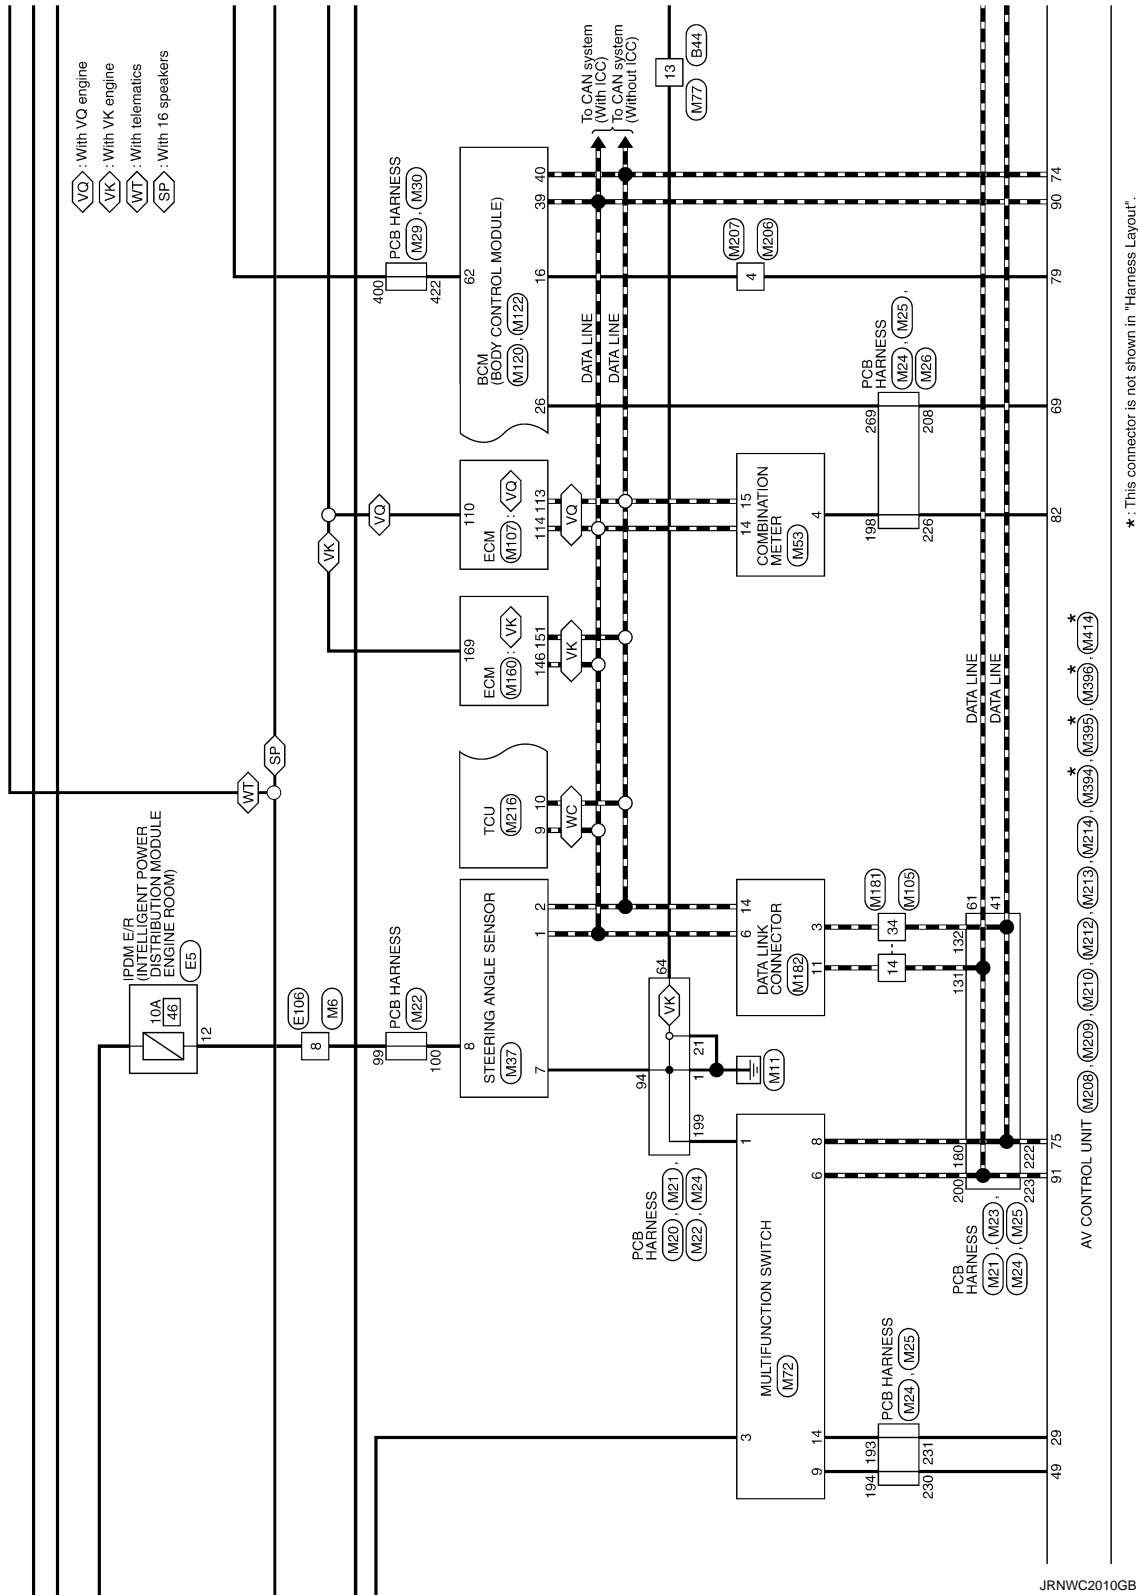 VQ : With VQ engine
VK : With VK engine
WT : With telematics
SP : With 16 speakers
IPDM E/R
(INTELLIGENT POWER
DISTRIBUTION MODULE
ENGINE ROOM)
E5
10A
46
12
WT
SP
VK
VQ
E106
M6
8
PCB HARNESS
M22
99
100
PCB HARNESS
M29 , M30
400
422
8
STEERING ANGLE SENSOR
M37
7
1
2
TCU
M216
9
10
WC
169
ECM
M160 : VK
146
151
VK
110
ECM
M107 : VQ
114
113
VQ
62
BCM
(BODY CONTROL MODULE)
M120 , M122
26
16
39
40
DATA LINE
DATA LINE
To CAN system
(With ICC)
To CAN system
(Without ICC)
13
M77
B44
PCB
HARNESS
M20 , M21 ,
M22 , M24
94
64
VK
199
1
21
M11
3
1
MULTIFUNCTION SWITCH
M72
9
14
6
8
6
14
DATA LINK
CONNECTOR
M182
11
3
14
34
M181
M105
14
15
COMBINATION
METER
M53
4
4
M207
M206
PCB HARNESS
M24 , M25
194
193
230
231
PCB
HARNESS
M21 , M23 ,
M24 , M25
200
180
223
222
131
132
61
41
DATA LINE
DATA LINE
PCB
HARNESS
M24 , M25 ,
M26
198
269
226
208
49
29
91
75
82
69
79
90
74
AV CONTROL UNIT M208 , M209 , M210 , M212 , M213 , M214 , M394* , M395* , M396* , M414*
* : This connector is not shown in "Harness Layout".
JRNWC2010GB